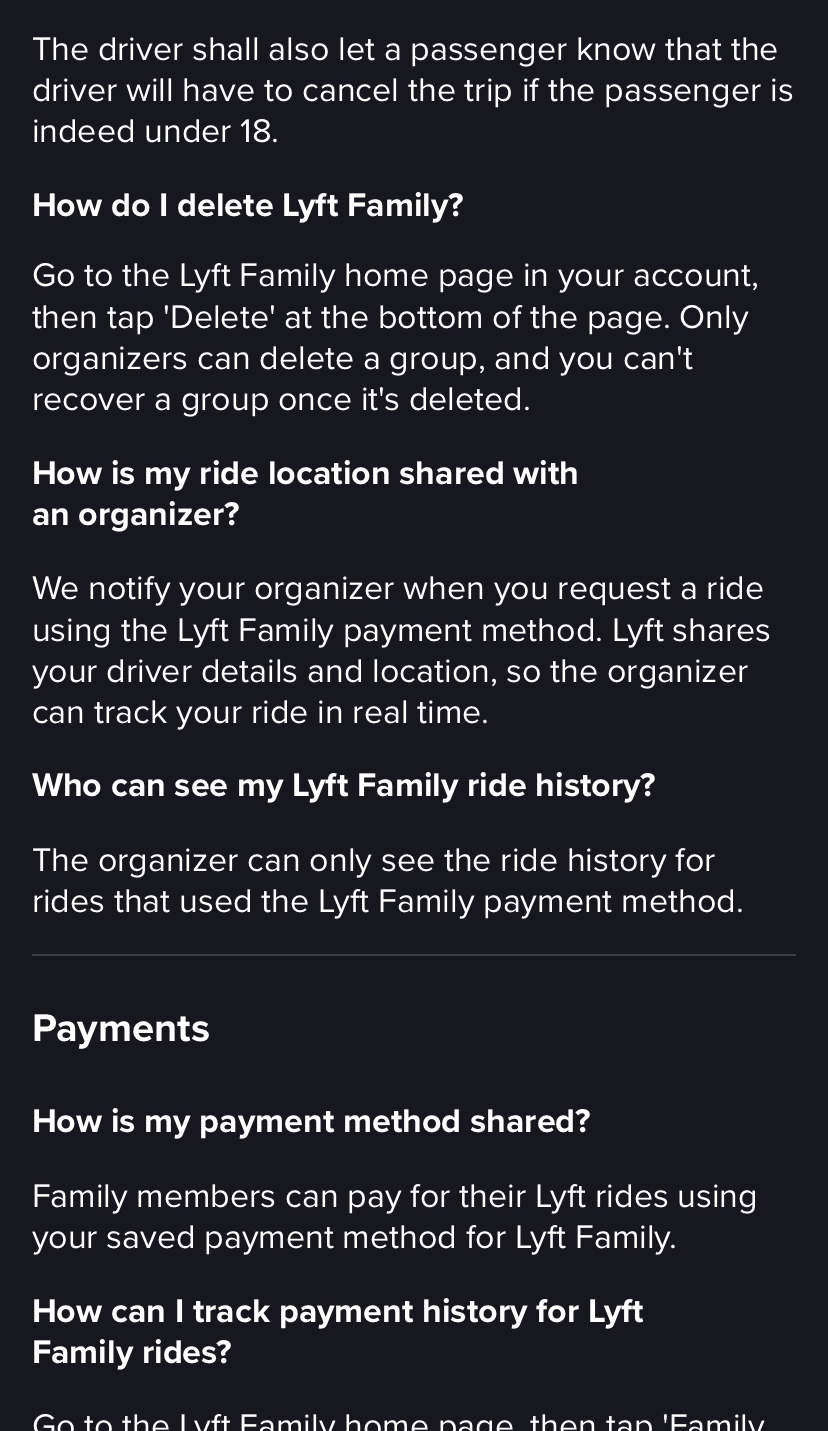 The driver shall also let a passenger know that the
driver will have to cancel the trip if the passenger is
indeed under 18.
How do I delete Lyft Family?
Go to the Lyft Family home page in your account,
then tap 'Delete' at the bottom of the page. Only
organizers can delete a group, and you can't
recover a group once it's deleted.
How is my ride location shared with
an organizer?
We notify your organizer when you request a ride
using the Lyft Family payment method. Lyft shares
your driver details and location, so the organizer
can track your ride in real time.
Who can see my Lyft Family ride history?
The organizer can only see the ride history for
rides that used the Lyft Family payment method.
Payments
How is my payment method shared?
Family members can pay for their Lyft rides using
your saved payment method for Lyft Family.
How can I track payment history for Lyft
Family rides?
Go to the Lyft Family home page, then tap 'Family